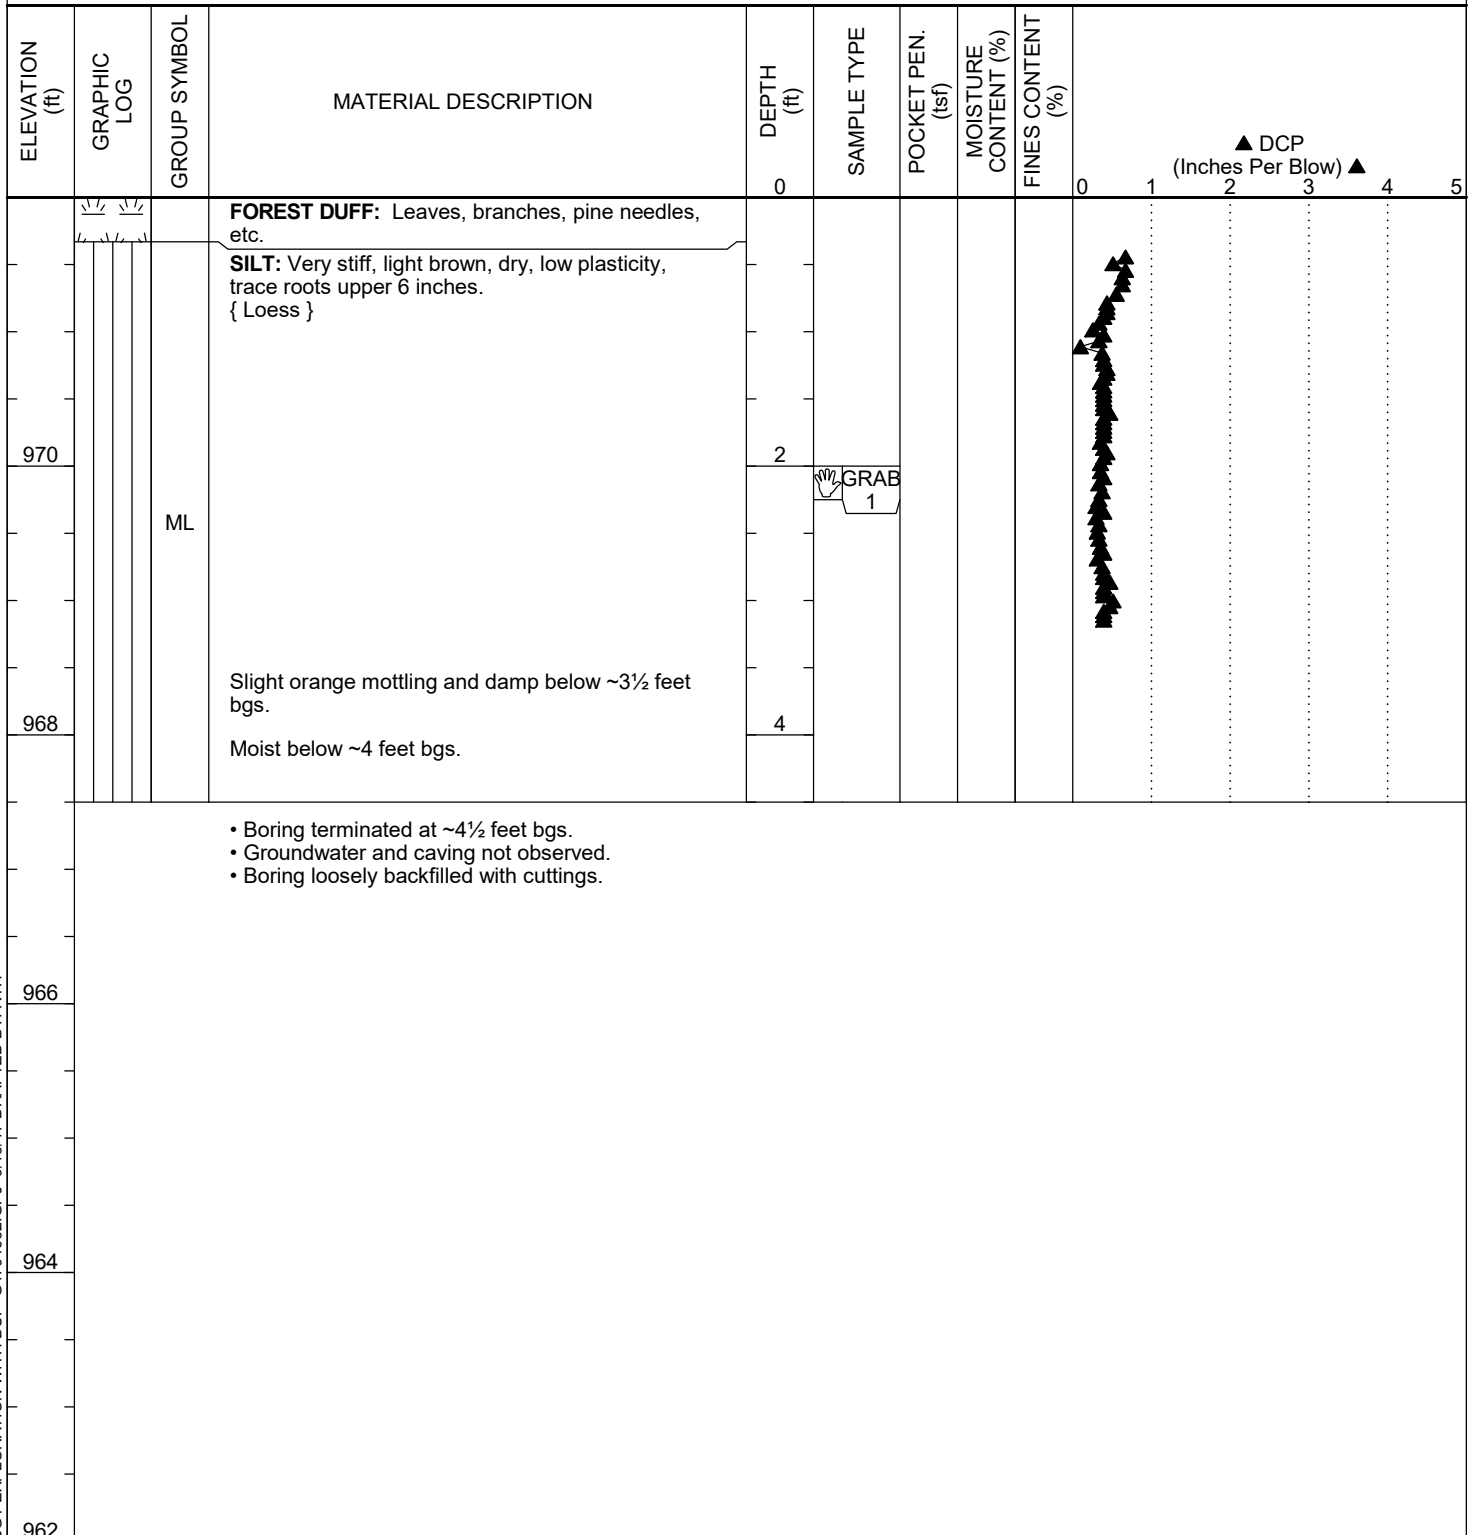 ELEVATION
(ft)
GRAPHIC
LOG
GROUP SYMBOL
MATERIAL DESCRIPTION
DEPTH
(ft)
SAMPLE TYPE
POCKET PEN.
(tsf)
MOISTURE
CONTENT (%)
FINES CONTENT
(%)
▲ DCP
(Inches Per Blow) ▲
0
0 1 2 3 4 5
FOREST DUFF: Leaves, branches, pine needles,
etc.
SILT: Very stiff, light brown, dry, low plasticity,
trace roots upper 6 inches.
{ Loess }
970
2
GRAB
1
ML
Slight orange mottling and damp below ~3½ feet
bgs.
968
4
Moist below ~4 feet bgs.
• Boring terminated at ~4½ feet bgs.
• Groundwater and caving not observed.
• Boring loosely backfilled with cuttings.
966
964
962